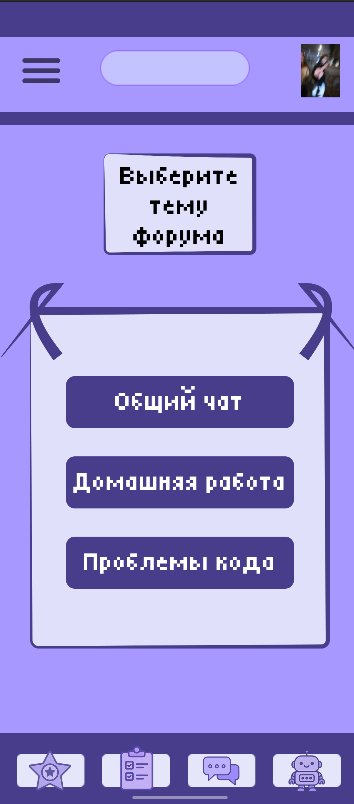 Выберите
тему
форума
Общий чат
Домашняя работа
Проблемы кода